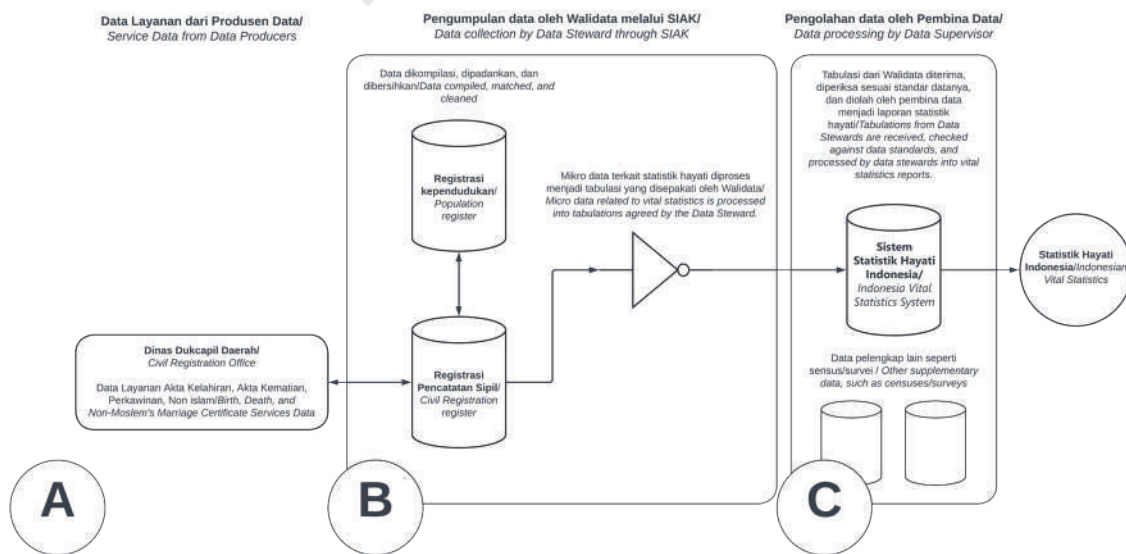 Data Layanan dari Produsen Data/
Service Data from Data Producers
Pengumpulan data oleh Walidata melalui SIAK/
Data collection by Data Steward through SIAK
Pengolahan data oleh Pembina Data/
Data processing by Data Supervisor
Data dikompilasi, dipadankan, dan
dibersihkan/Data compiled, matched, and
cleaned
Registrasi
kependudukan/
Population
register
Mikro data terkait statistik hayati diproses
menjadi tabulasi yang disepakati oleh Walidata/
Micro data related to vital statistics is processed
into tabulations agreed by the Data Steward.
Tabulasi dari Walidata diterima,
diperiksa sesuai standar datanya,
dan diolah oleh pembina data
menjadi laporan statistik
hayati/Tabulations from Data
Stewards are received, checked
against data standards, and
processed by data stewards into vital
statistics reports.
Sistem
Statistik Hayati
Indonesia/
Indonesia Vital
Statistics System
Statistik Hayati
Indonesia/Indonesian
Vital Statistics
Dinas Dukcapil Daerah/
Civil Registration Office
Data Layanan Akta Kelahiran, Akta Kematian,
Perkawinan, Non islam/Birth, Death, and
Non-Moslem's Marriage Certificate Services Data
Registrasi
Pencatatan Sipil/
Civil Registration
register
Data pelengkap lain seperti
sensus/survei / Other supplementary
data, such as censuses/surveys
A
B
C